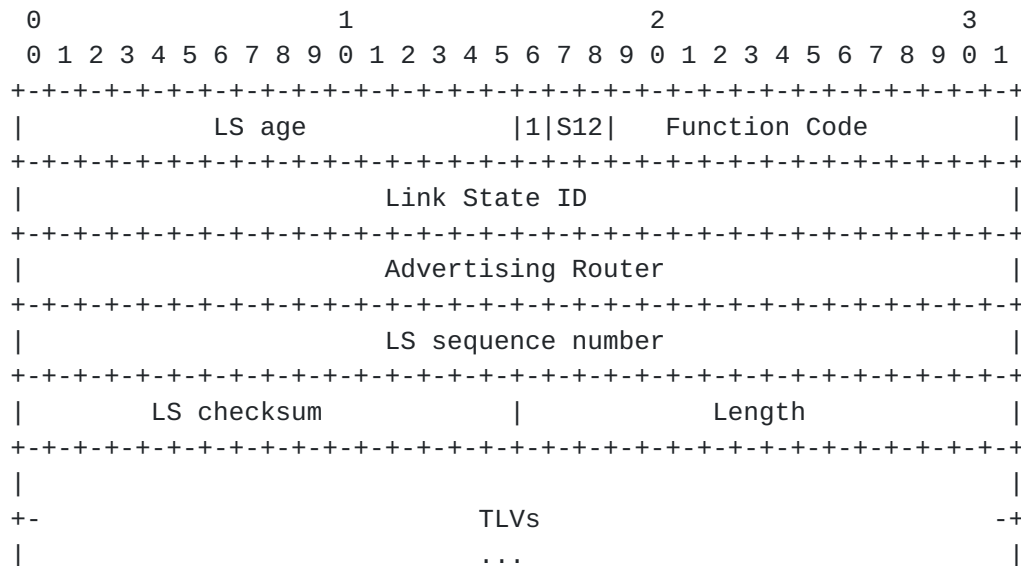 0                   1                   2                   3
 0 1 2 3 4 5 6 7 8 9 0 1 2 3 4 5 6 7 8 9 0 1 2 3 4 5 6 7 8 9 0 1
+-+-+-+-+-+-+-+-+-+-+-+-+-+-+-+-+-+-+-+-+-+-+-+-+-+-+-+-+-+-+-+-+
|            LS age             |1|S12|   Function Code         |
+-+-+-+-+-+-+-+-+-+-+-+-+-+-+-+-+-+-+-+-+-+-+-+-+-+-+-+-+-+-+-+-+
|                       Link State ID                           |
+-+-+-+-+-+-+-+-+-+-+-+-+-+-+-+-+-+-+-+-+-+-+-+-+-+-+-+-+-+-+-+-+
|                       Advertising Router                      |
+-+-+-+-+-+-+-+-+-+-+-+-+-+-+-+-+-+-+-+-+-+-+-+-+-+-+-+-+-+-+-+-+
|                       LS sequence number                      |
+-+-+-+-+-+-+-+-+-+-+-+-+-+-+-+-+-+-+-+-+-+-+-+-+-+-+-+-+-+-+-+-+
|        LS checksum            |            Length             |
+-+-+-+-+-+-+-+-+-+-+-+-+-+-+-+-+-+-+-+-+-+-+-+-+-+-+-+-+-+-+-+-+
|                                                               |
+-                            TLVs                             -+
|                             ...                               |